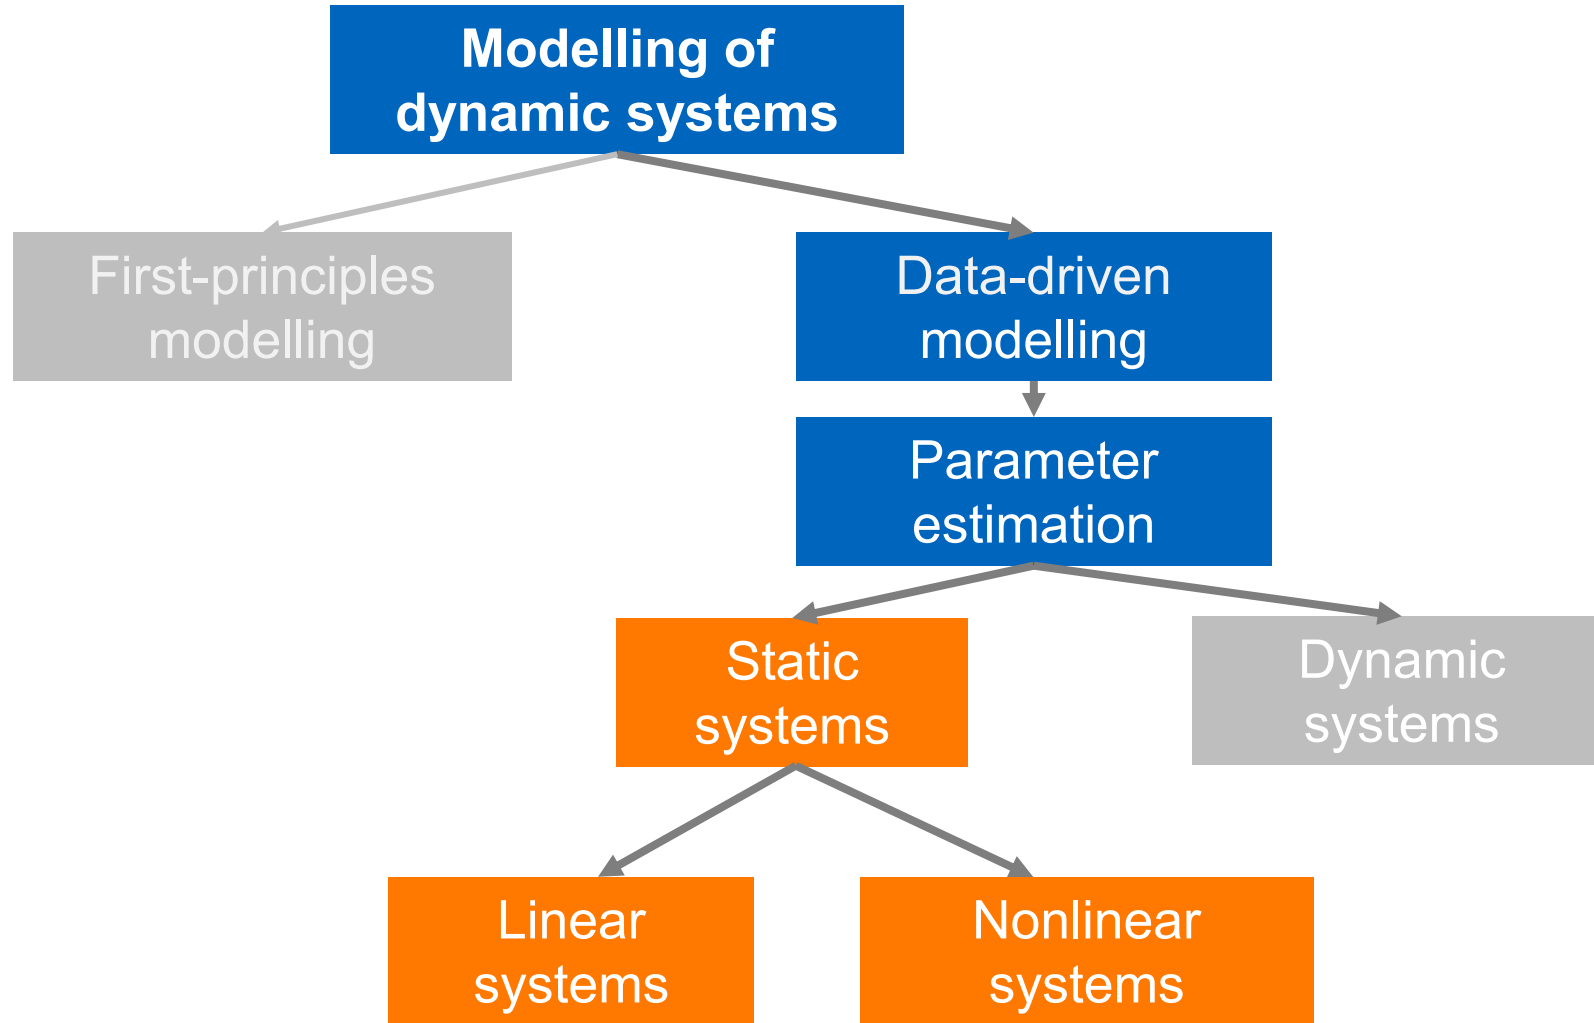 Modelling of
dynamic systems
First-principles
modelling
Data-driven
modelling
Parameter
estimation
Static
systems
Dynamic
systems
Linear
systems
Nonlinear
systems